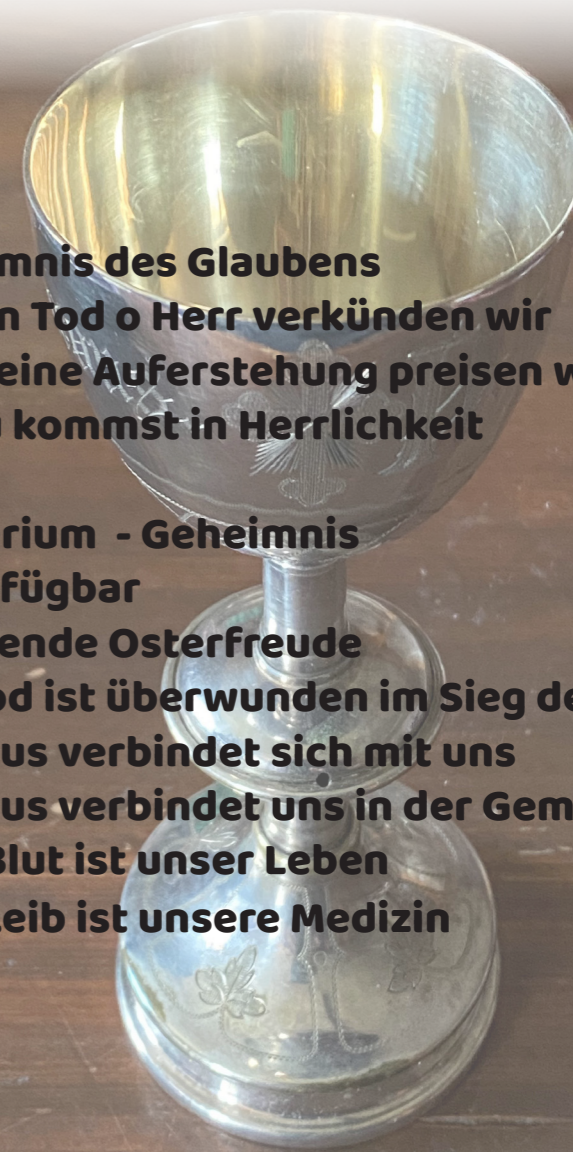 mnis des Glaubens
n Tod o Herr verkünden wir
eine Auferstehung preisen w
kommst in Herrlichkeit
rium - Geheimnis
fügbar
ende Osterfreude
od ist überwunden im Sieg de
us verbindet sich mit uns
us verbindet uns in der Gem
Blut ist unser Leben
Leib ist unsere Medizin